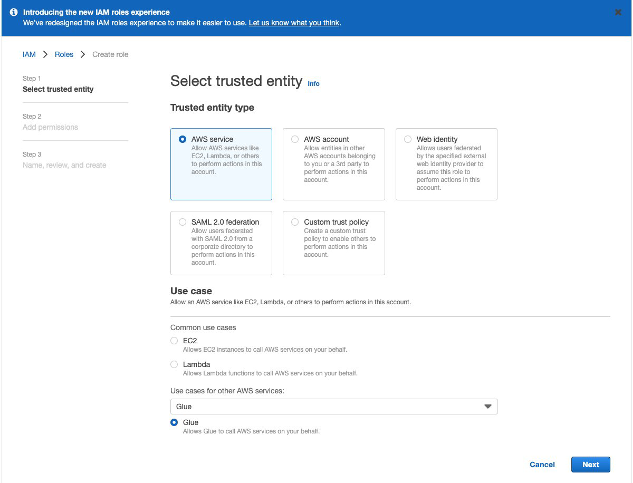 Introducing the new IAM roles experience
We've redesigned the IAM roles experience to make it easier to use. Let us know what you think.
IAM > Roles > Create role
Step 1
Select trusted entity
Step 2
Add permissions
Step 3
Name, review, and create
Select trusted entity Info
Trusted entity type
AWS service
Allow AWS services like
EC2, Lambda, or others
to perform actions in this
account.
AWS account
Allow entities in other
AWS accounts belonging
to you or a 3rd party to
perform actions in this
account.
Web identity
Allows users federated
by the specified external
web identity provider to
assume this role to
perform actions in this
account.
SAML 2.0 federation
Allow users federated
with SAML 2.0 from a
corporate directory to
perform actions in this
account.
Custom trust policy
Create a custom trust
policy to enable others to
perform actions in this
account.
Use case
Allow an AWS service like EC2, Lambda, or others to perform actions in this account.
Common use cases
EC2
Allows EC2 instances to call AWS services on your behalf.
Lambda
Allows Lambda functions to call AWS services on your behalf.
Use cases for other AWS services:
Glue
Glue
Allows Glue to call AWS services on your behalf.
Cancel Next